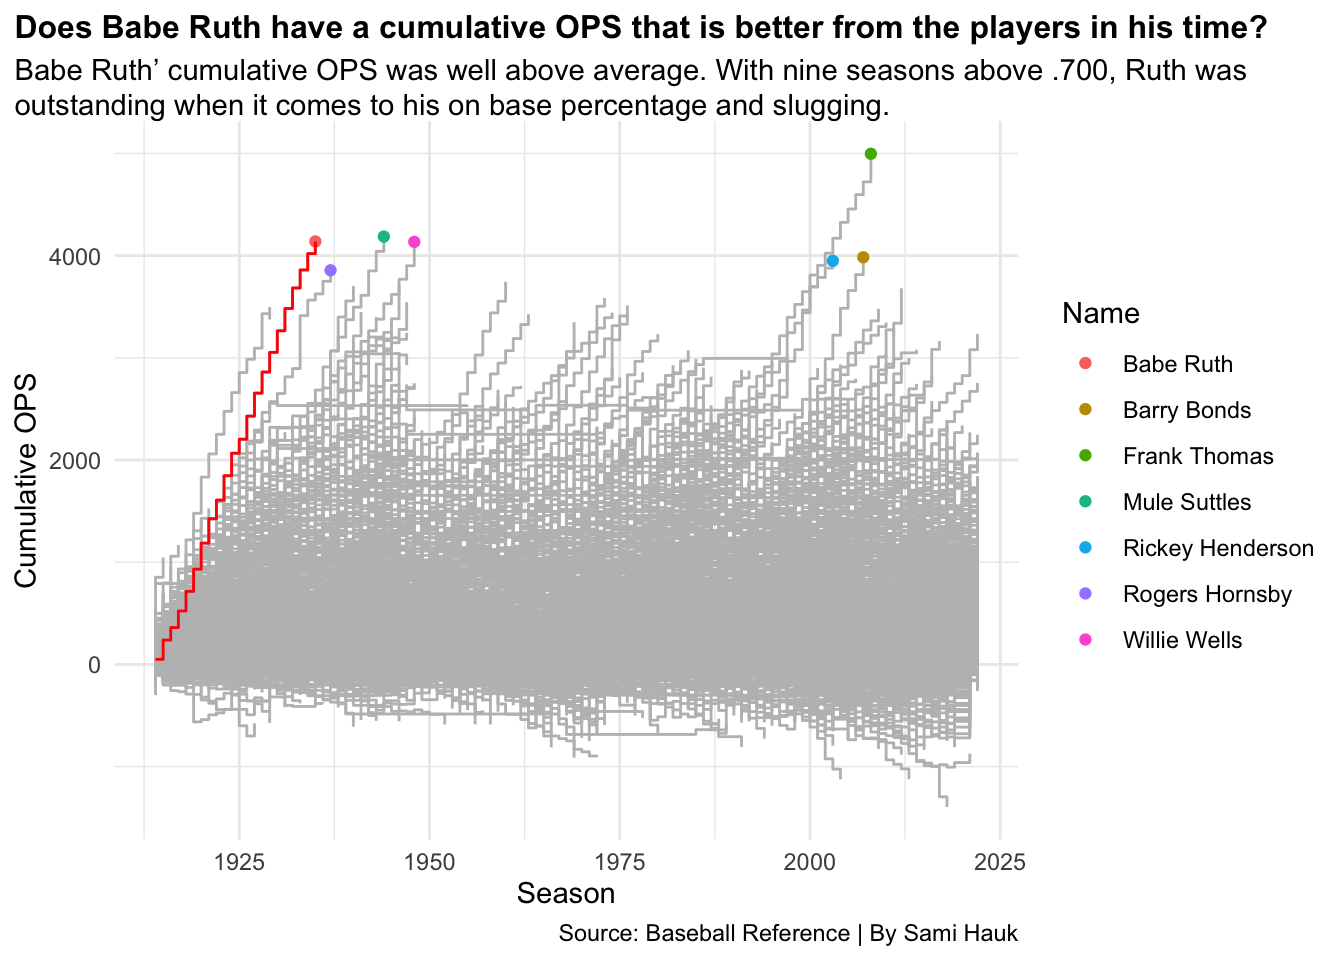 Does Babe Ruth have a cumulative OPS that is better from the players in his time?
Babe Ruth’ cumulative OPS was well above average. With nine seasons above .700, Ruth was
outstanding when it comes to his on base percentage and slugging.
Cumulative OPS
4000
2000
0
1925
1950
1975
2000
2025
Season
Name
Babe Ruth
Barry Bonds
Frank Thomas
Mule Suttles
Rickey Henderson
Rogers Hornsby
Willie Wells
Source: Baseball Reference | By Sami Hauk